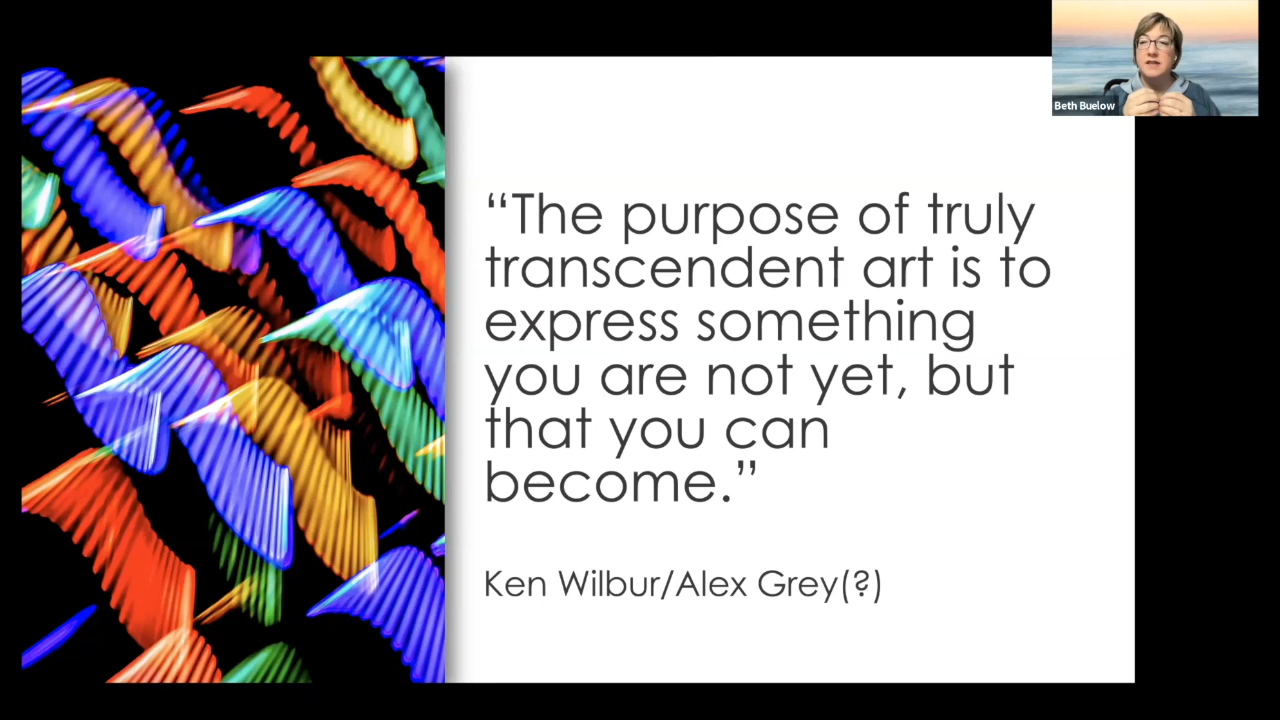 Beth Buelow
“The purpose of truly
transcendent art is to
express something
you are not yet, but
that you can
become.”
Ken Wilbur/Alex Grey(?)